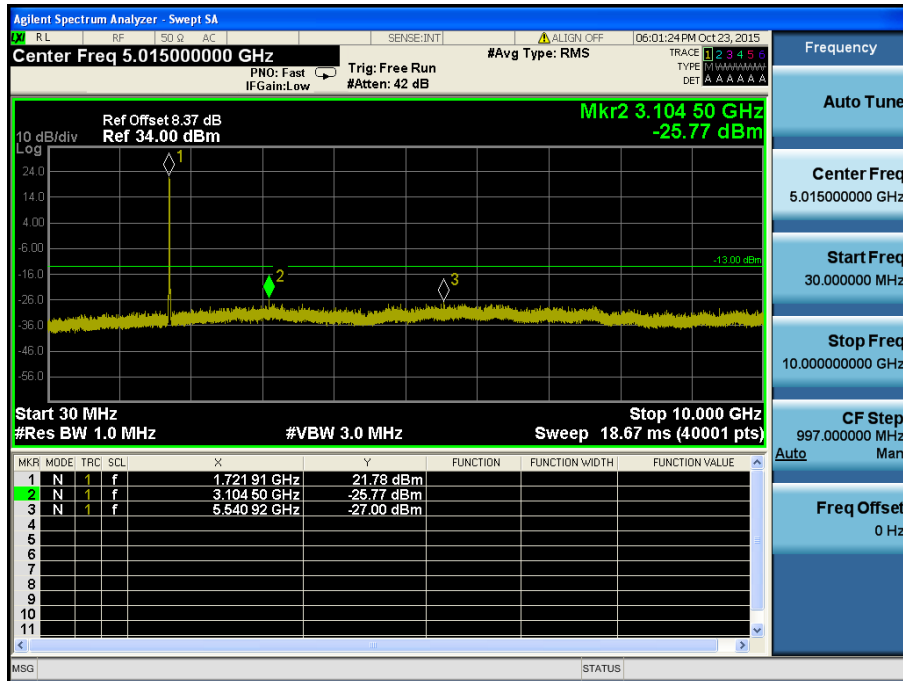 Agilent Spectrum Analyzer - Swept SA
LXI RL RF 50 Ω AC SENSE:INT ALIGN OFF 06:01:24 PM Oct 23, 2015
Center Freq 5.015000000 GHz #Avg Type: RMS TRACE 1 2 3 4 5 6
PNO: Fast Trig: Free Run TYPE M WWWWW
IFGain:Low #Atten: 42 dB DET A A A A A A
Mkr2 3.104 50 GHz
-25.77 dBm
Ref Offset 8.37 dB
10 dB/div Ref 34.00 dBm
Log
24.0
14.0
4.00
-6.00
-16.0
-26.0
-36.0
-46.0
-56.0
1
2
3
-13.00 dBm
Start 30 MHz Stop 10.000 GHz
#Res BW 1.0 MHz #VBW 3.0 MHz Sweep 18.67 ms (40001 pts)
MKR MODE TRC SCL X Y FUNCTION FUNCTION WIDTH FUNCTION VALUE
1 N 1 f 1.721 91 GHz 21.78 dBm
2 N 1 f 3.104 50 GHz -25.77 dBm
3 N 1 f 5.540 92 GHz -27.00 dBm
4
5
6
7
8
9
10
11
MSG STATUS
Frequency
Auto Tune
Center Freq
5.015000000 GHz
Start Freq
30.000000 MHz
Stop Freq
10.000000000 GHz
CF Step
997.000000 MHz
Auto Man
Freq Offset
0 Hz